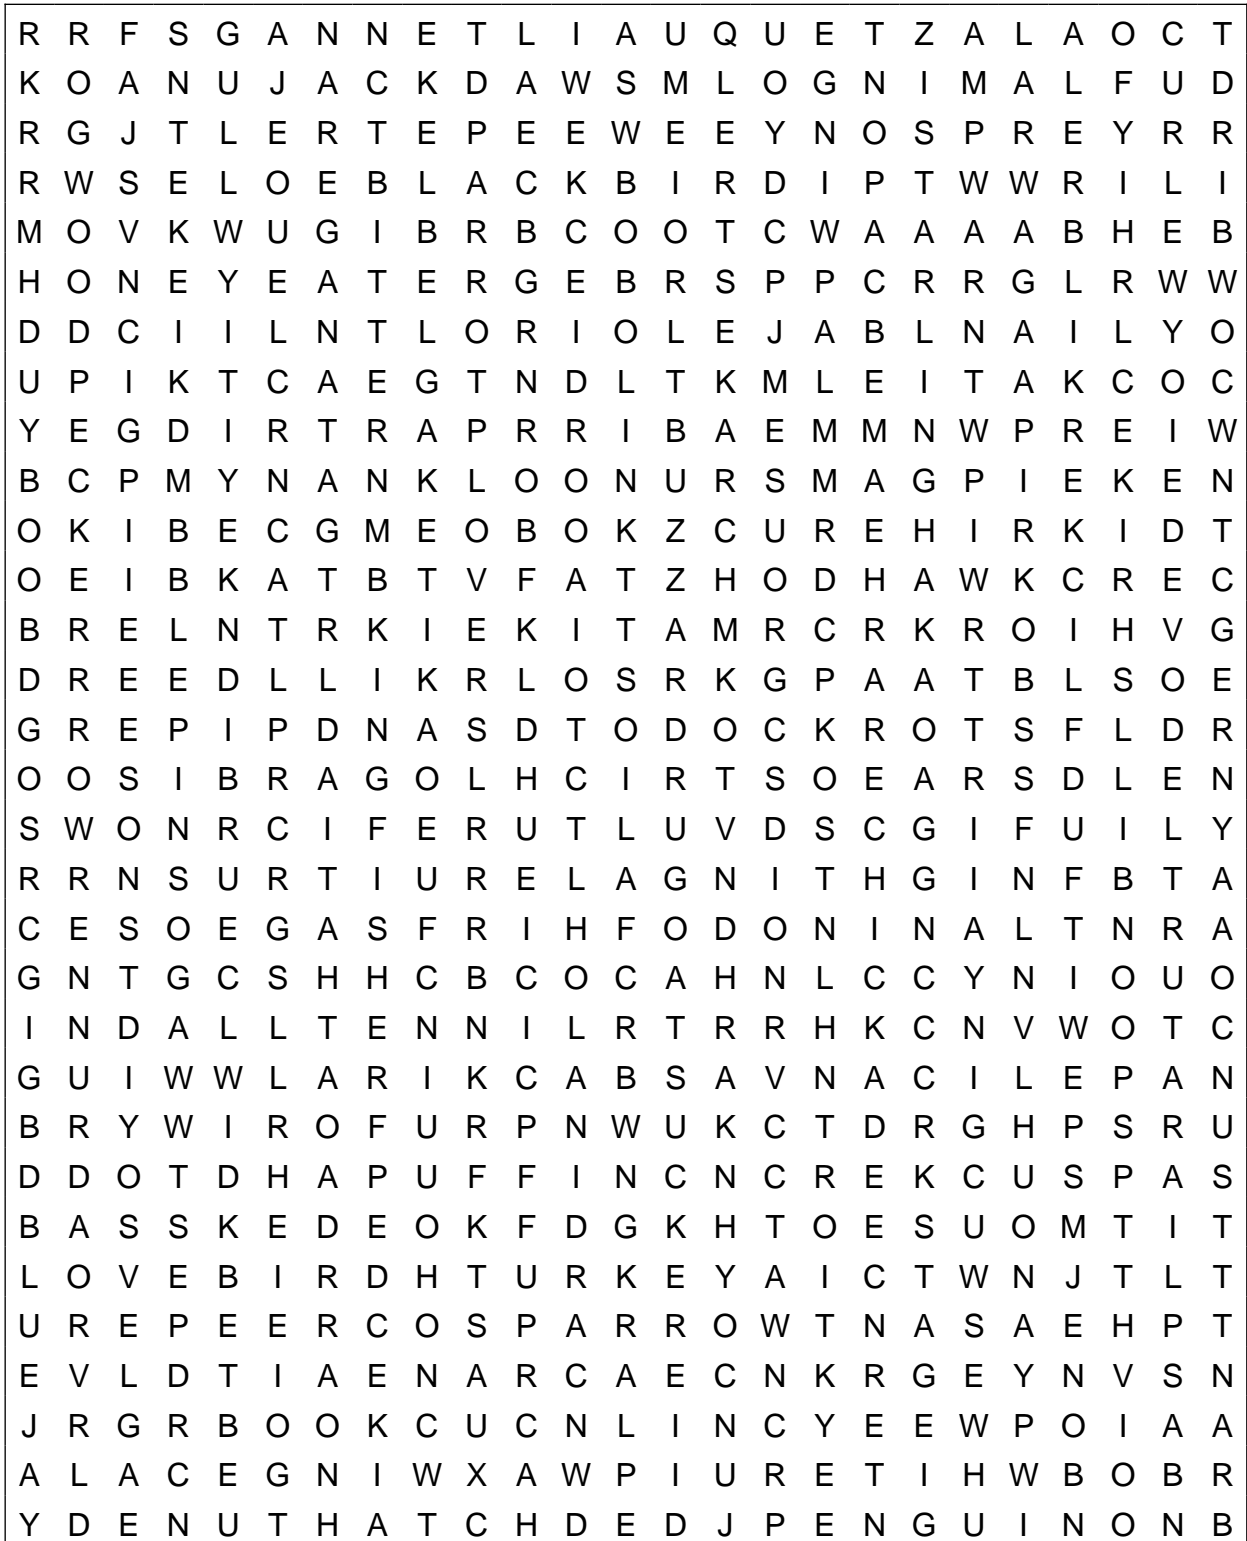 R R F S G A N N E T L I A U Q U E T Z A L A O C T
K O A N U J A C K D A W S M L O G N I M A L F U D
R G J T L E R T E P E E W E E Y N O S P R E Y R R
R W S E L O E B L A C K B I R D I P T W W R I L I
M O V K W U G I B R B C O O T C W A A A A B H E B
H O N E Y E A T E R G E B R S P P C R R G L R W W
D D C I I L N T L O R I O L E J A B L N A I L Y O
U P I K T C A E G T N D L T K M L E I T A K C O C
Y E G D I R T R A P R R I B A E M M N W P R E I W
B C P M Y N A N K L O O N U R S M A G P I E K E N
O K I B E C G M E O B O K Z C U R E H I R K I D T
O E I B K A T B T V F A T Z H O D H A W K C R E C
B R E L N T R K I E K I T A M R C R K R O I H V G
D R E E D L L I K R L O S R K G P A A T B L S O E
G R E P I P D N A S D T O D O C K R O T S F L D R
O O S I B R A G O L H C I R T S O E A R S D L E N
S W O N R C I F E R U T L U V D S C G I F U I L Y
R R N S U R T I U R E L A G N I T H G I N F B T A
C E S O E G A S F R I H F O D O N I N A L T N R A
G N T G C S H H C B C O C A H N L C C Y N I O U O
I N D A L L T E N N I L R T R R H K C N V W O T C
G U I W W L A R I K C A B S A V N A C I L E P A N
B R Y W I R O F U R P N W U K C T D R G H P S R U
D D O T D H A P U F F I N C N C R E K C U S P A S
B A S S K E D E O K F D G K H T O E S U O M T I T
L O V E B I R D H T U R K E Y A I C T W N J T L T
U R E P E E R C O S P A R R O W T N A S A E H P T
E V L D T I A E N A R C A E C N K R G E Y N V S N
J R G R B O O K C U C N L I N C Y E E W P O I A A
A L A C E G N I W X A W P I U R E T I H W B O B R
Y D E N U T H A T C H D E D J P E N G U I N O N B